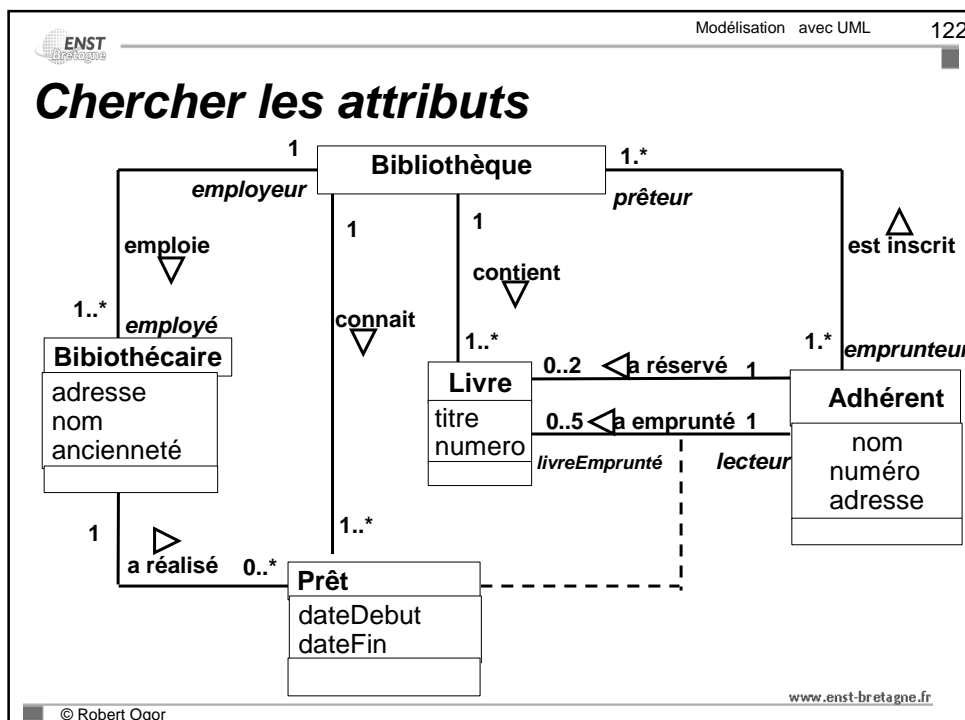 Modélisation avec UML 122
ENST
Bretagne
Chercher les attributs
1 Bibliothèque 1.*
employeur prêteur
1 1
emploie est inscrit
contient
1..* connait
employé 1..* 1.* emprunteur
Bibiothécaire Livre 0..2 a réservé 1 Adhérent
adresse titre 0..5 a emprunté 1 nom
nom numero livreEmprunté lecteur numéro
ancienneté adresse
1 1..*
a réalisé 0..* Prêt
dateDebut
dateFin
www.enst-bretagne.fr
© Robert Ogor